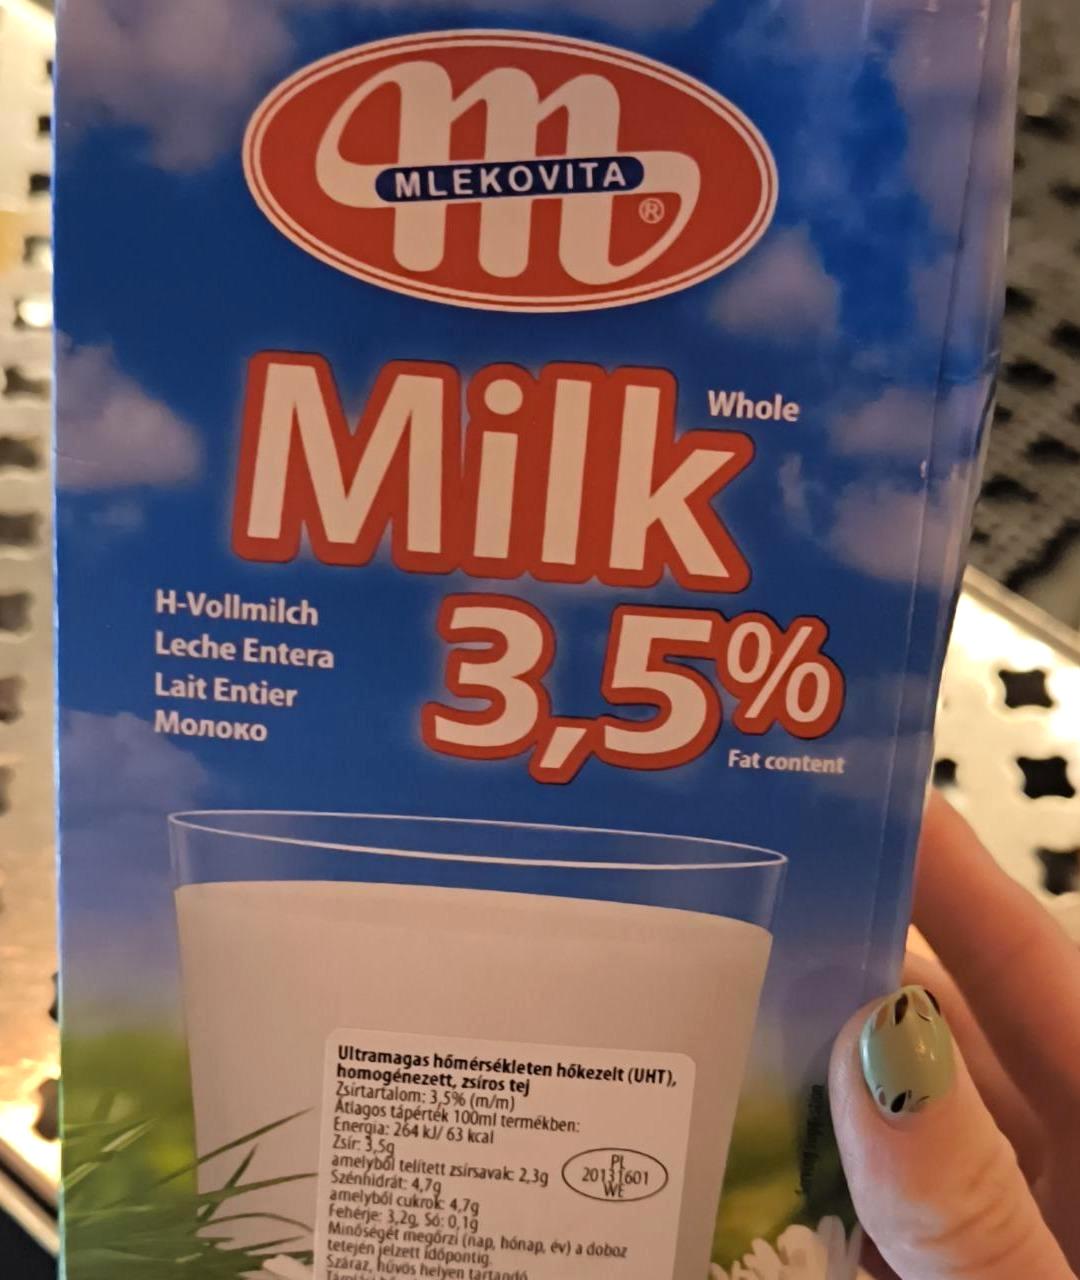 MLEKOVITA
®
Milk
Whole
3,5%
Fat content
H-Vollmilch
Leche Entera
Lait Entier
Молоко
Ultramagas hőmérsékleten hőkezelt (UHT),
homogénezett, zsíros tej
Zsírtartalom: 3,5% (m/m)
Átlagos tápérték 100ml termékben:
Energia: 264 kJ/ 63 kcal
Zsír: 3,5g
amelyből telített zsírsavak: 2,3g
Szénhidrát: 4,7g
amelyből cukrok: 4,7g
Fehérje: 3,2g, Só: 0,1g
Minőségét megőrzi (nap, hónap, év) a doboz
tetején jelzett időpontig.
Száraz, hűvös helyen tartandó
PL
20131601
WE